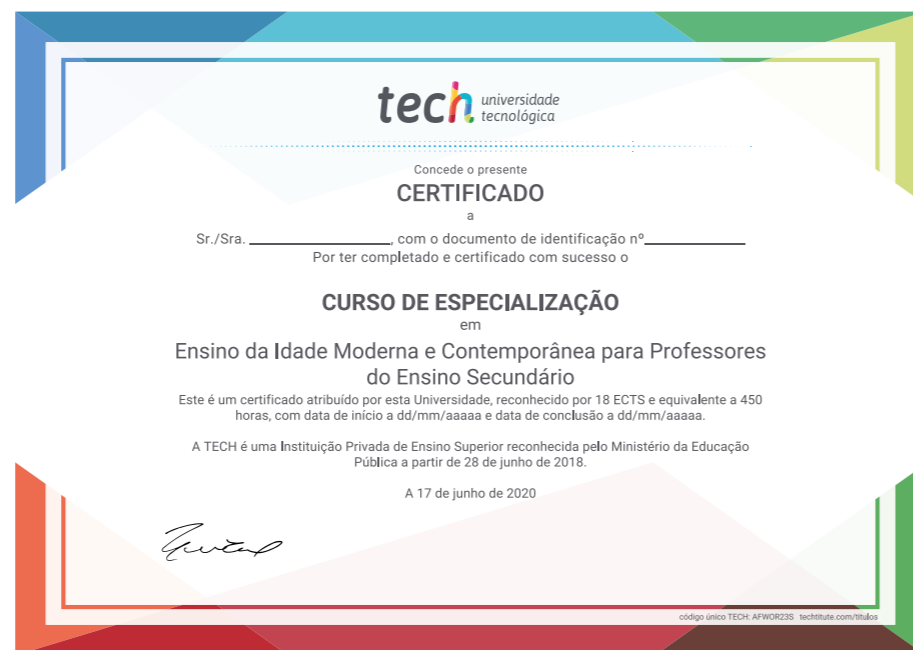 tech universidade
tecnológica
Concede o presente
CERTIFICADO
a
Sr./Sra. , com o documento de identificação nº
Por ter completado e certificado com sucesso o
CURSO DE ESPECIALIZAÇÃO
em
Ensino da Idade Moderna e Contemporânea para Professores
do Ensino Secundário
Este é um certificado atribuído por esta Universidade, reconhecido por 18 ECTS e equivalente a 450
horas, com data de início a dd/mm/aaaaa e data de conclusão a dd/mm/aaaaa.
A TECH é uma Instituição Privada de Ensino Superior reconhecida pelo Ministério da Educação
Pública a partir de 28 de junho de 2018.
A 17 de junho de 2020
código único TECH: AFWOR23S techtitute.com/titulos